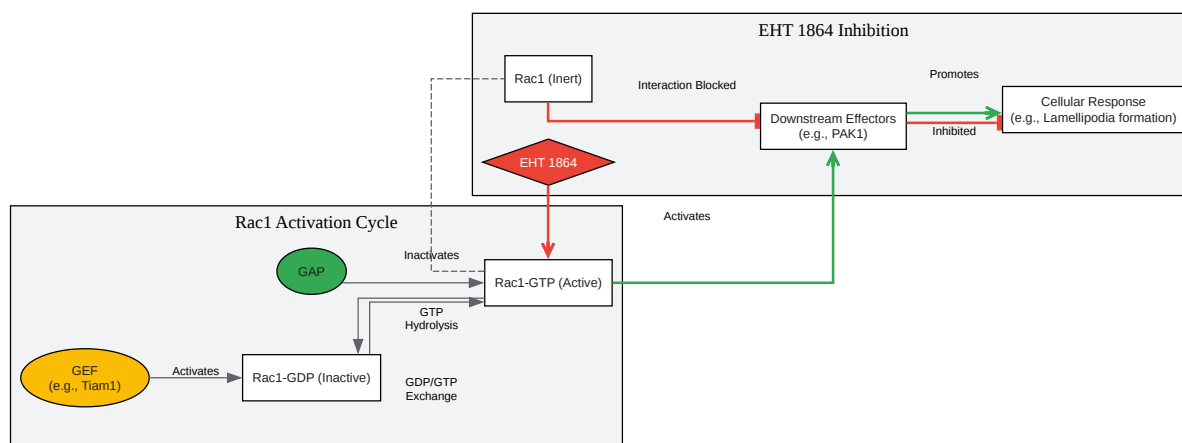 EHT 1864 Inhibition
Rac1 (Inert)
Interaction Blocked
Promotes
Cellular Response
(e.g., Lamellipodia formation)
Downstream Effectors
(e.g., PAK1)
Inhibited
EHT 1864
Activates
Rac1 Activation Cycle
Inactivates
GAP
Rac1-GTP (Active)
GTP
Hydrolysis
GEF
(e.g., Tiam1)
Activates
Rac1-GDP (Inactive)
GDP/GTP
Exchange